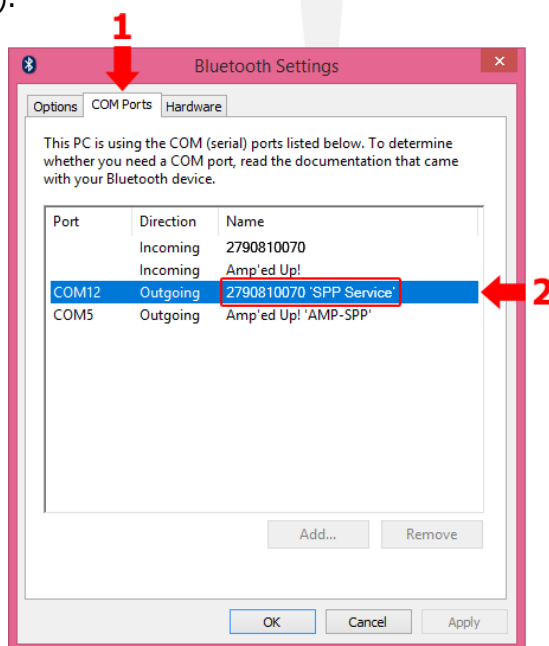 ).
1
Bluetooth Settings
Options COM Ports Hardware
This PC is using the COM (serial) ports listed below. To determine
whether you need a COM port, read the documentation that came
with your Bluetooth device.
Port Direction Name
Incoming 2790810070
Incoming Amp'ed Up!
COM12 Outgoing 2790810070 'SPP Service'
2
COM5 Outgoing Amp'ed Up! 'AMP-SPP'
Add... Remove
OK Cancel Apply